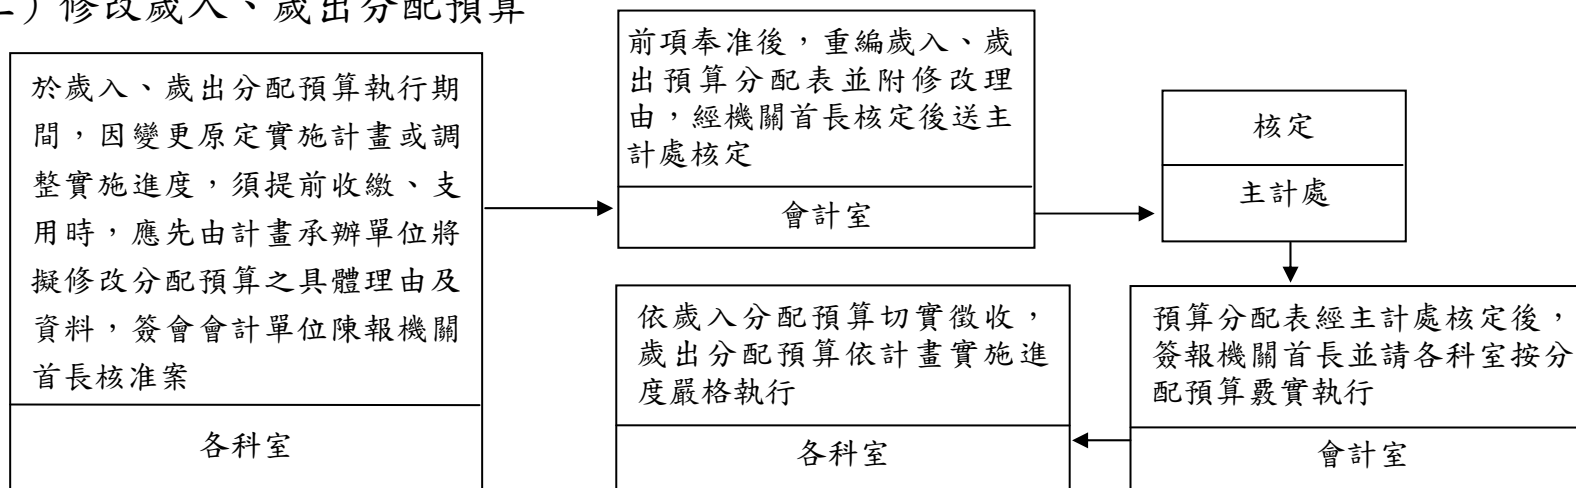 ）修改歲入、歲出分配預算
於歲入、歲出分配預算執行期
間，因變更原定實施計畫或調
整實施進度，須提前收繳、支
用時，應先由計畫承辦單位將
擬修改分配預算之具體理由及
資料，簽會會計單位陳報機關
首長核准案
各科室
前項奉准後，重編歲入、歲
出預算分配表並附修改理
由，經機關首長核定後送主
計處核定
會計室
核定
主計處
預算分配表經主計處核定後，
簽報機關首長並請各科室按分
配預算覈實執行
會計室
依歲入分配預算切實徵收，
歲出分配預算依計畫實施進
度嚴格執行
各科室